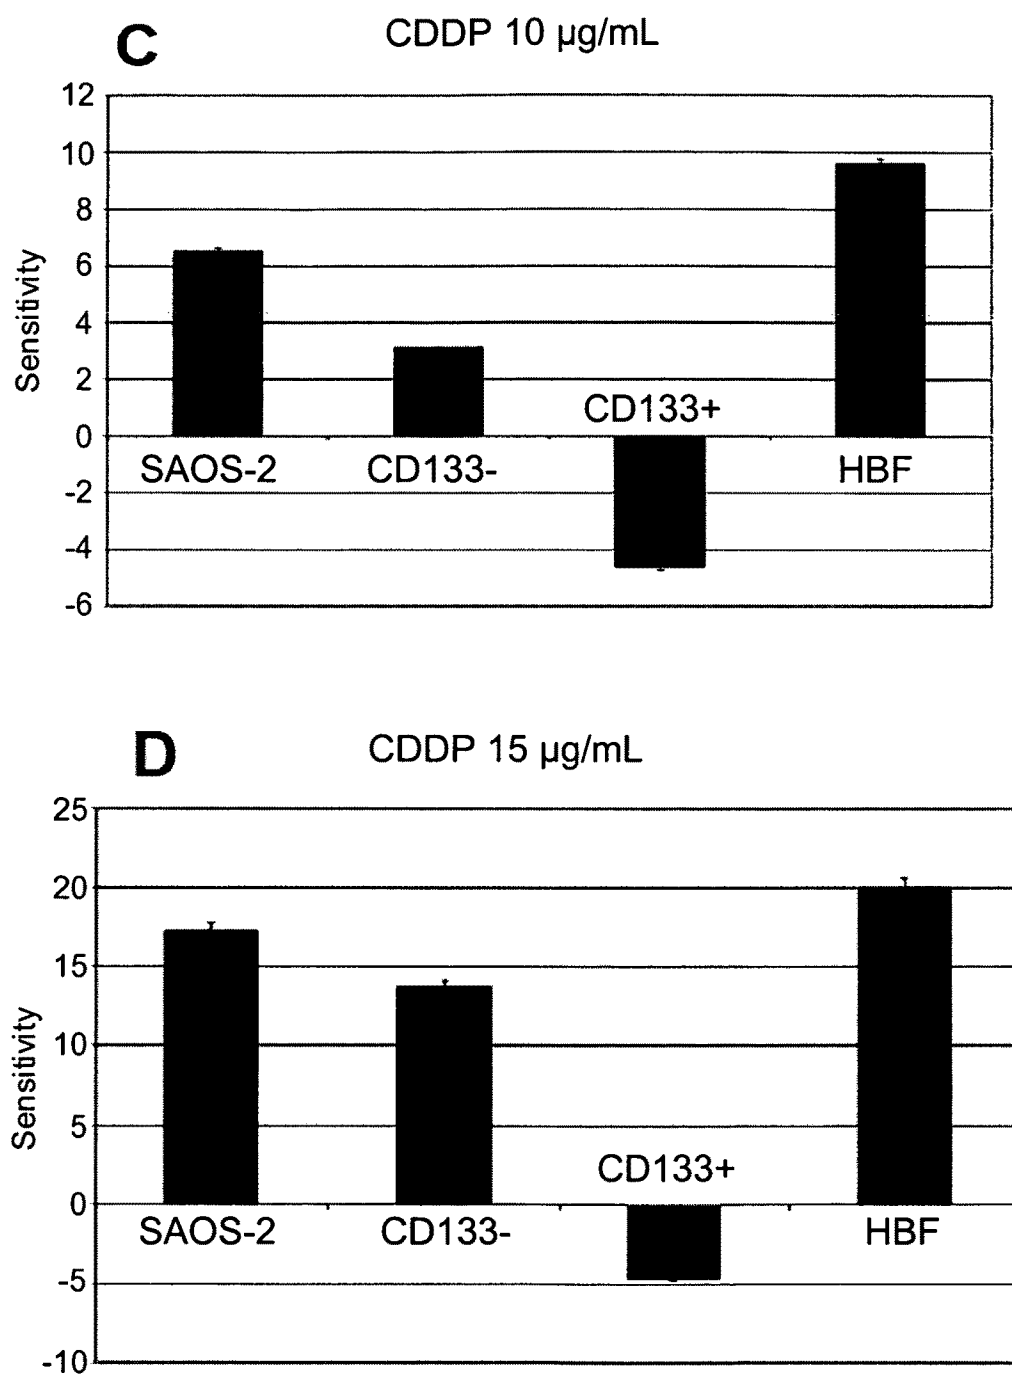 C
CDDP 10 µg/mL
12
10
8
6
4
2
0
-2
-4
-6
Sensitivity
CD133+
SAOS-2 CD133- HBF
D
CDDP 15 µg/mL
25
20
15
10
5
0
-5
-10
Sensitivity
CD133+
SAOS-2 CD133- HBF